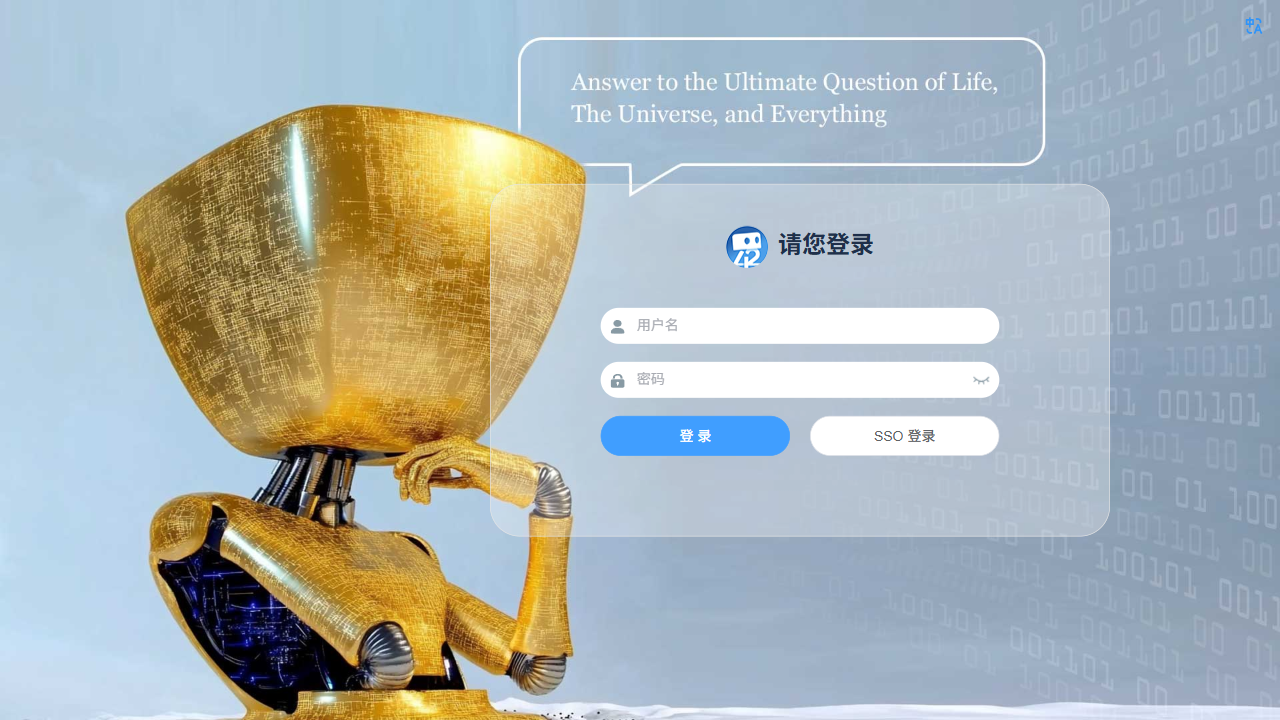 Answer to the Ultimate Question of Life,
The Universe, and Everything
42
请您登录
用户名
密码
登 录
SSO 登录